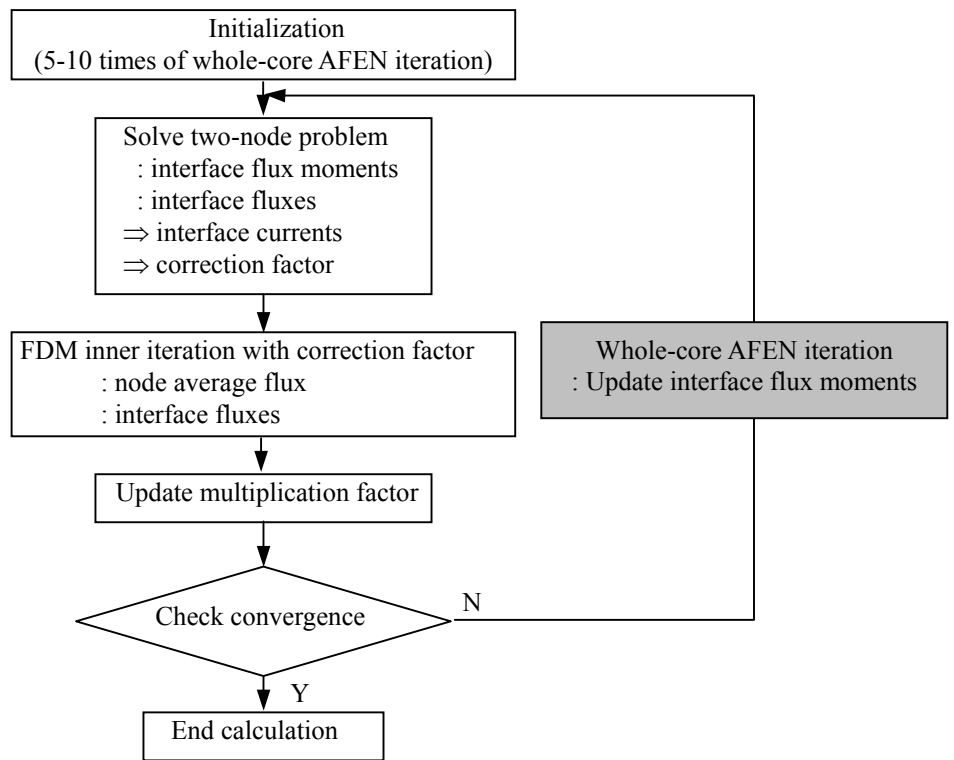 Initialization
(5-10 times of whole-core AFEN iteration)
Solve two-node problem
: interface flux moments
: interface fluxes
⇒ interface currents
⇒ correction factor
FDM inner iteration with correction factor
: node average flux
: interface fluxes
Whole-core AFEN iteration
: Update interface flux moments
Update multiplication factor
Check convergence
N
Y
End calculation